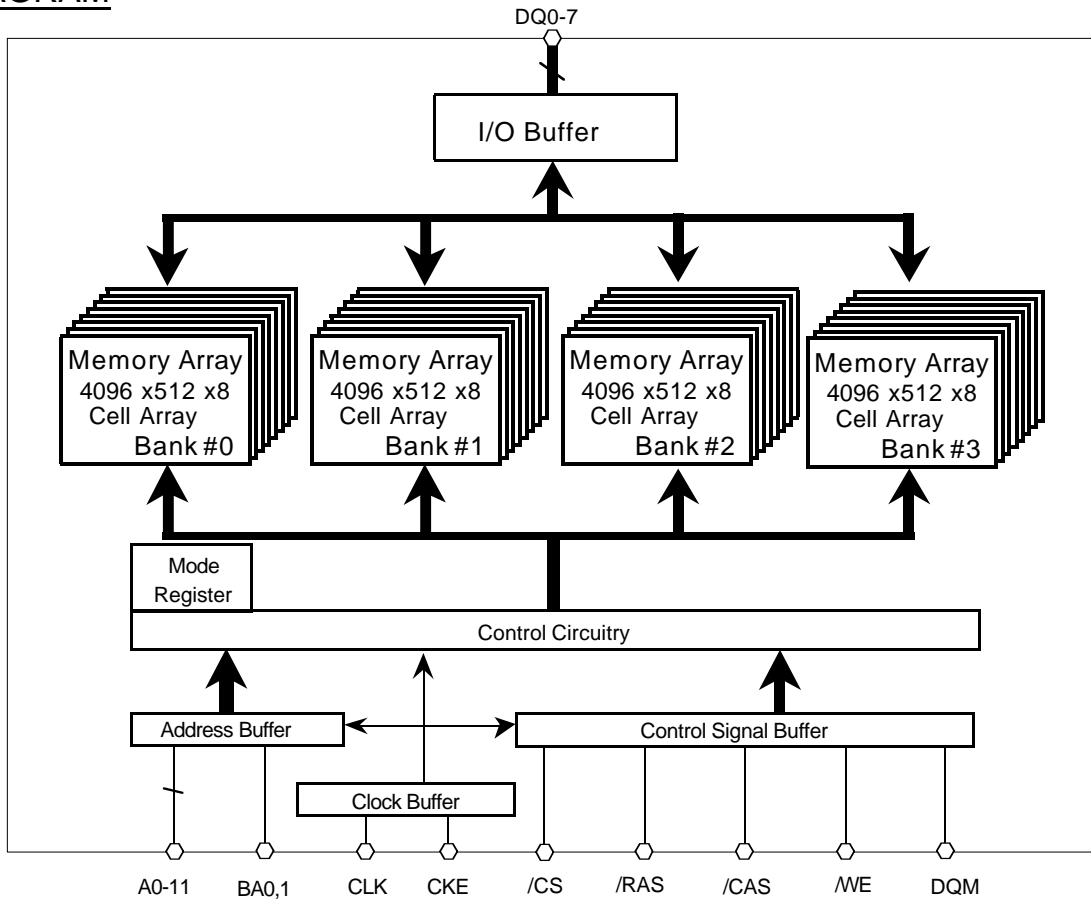 DQ0-7
I/O Buffer
Memory Array
4096 x512 x8
Cell Array
Bank #0
Memory Array
4096 x512 x8
Cell Array
Bank #1
Memory Array
4096 x512 x8
Cell Array
Bank #2
Memory Array
4096 x512 x8
Cell Array
Bank #3
Mode
Register
Control Circuitry
Address Buffer
Control Signal Buffer
Clock Buffer
A0-11
BA0,1
CLK
CKE
/CS
/RAS
/CAS
/WE
DQM